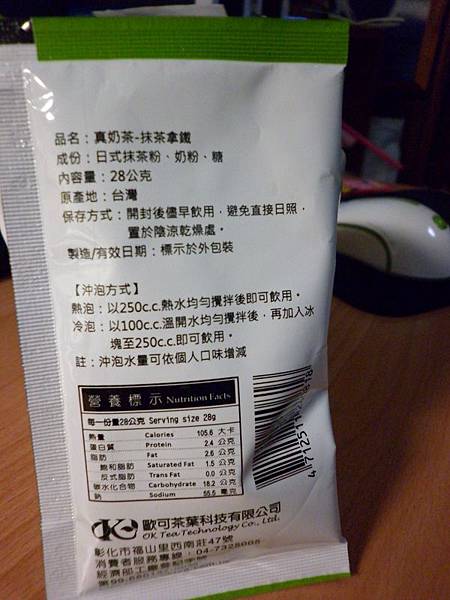 品名：真奶茶-抹茶拿鐵
成份：日式抹茶粉、奶粉、糖
內容量：28公克
原產地：台灣
保存方式：開封後儘早飲用，避免直接日照，
置於陰涼乾燥處。
製造/有效日期：標示於外包裝
【沖泡方式】
熱泡：以250c.c.熱水均勻攪拌後即可飲用。
冷泡：以100c.c.溫開水均勻攪拌後，再加入冰
塊至250c.c.即可飲用。
註：沖泡水量可依個人口味增減
營養標示 Nutrition Facts
每一份量28公克 Serving size 28g
熱量 Calories 105.6 大卡
蛋白質 Protein 2.4 公克
脂肪 Fat 2.6 公克
飽和脂肪 Saturated Fat 1.5 公克
反式脂肪 Trans Fat 0.0 公克
碳水化合物 Carbohydrate 18.2 公克
鈉 Sodium 55.5 毫克
歐可茶葉科技有限公司
OK Tea Technology Co., Ltd.
彰化市福山里西南莊47號
消費者服務專線：04-7328008